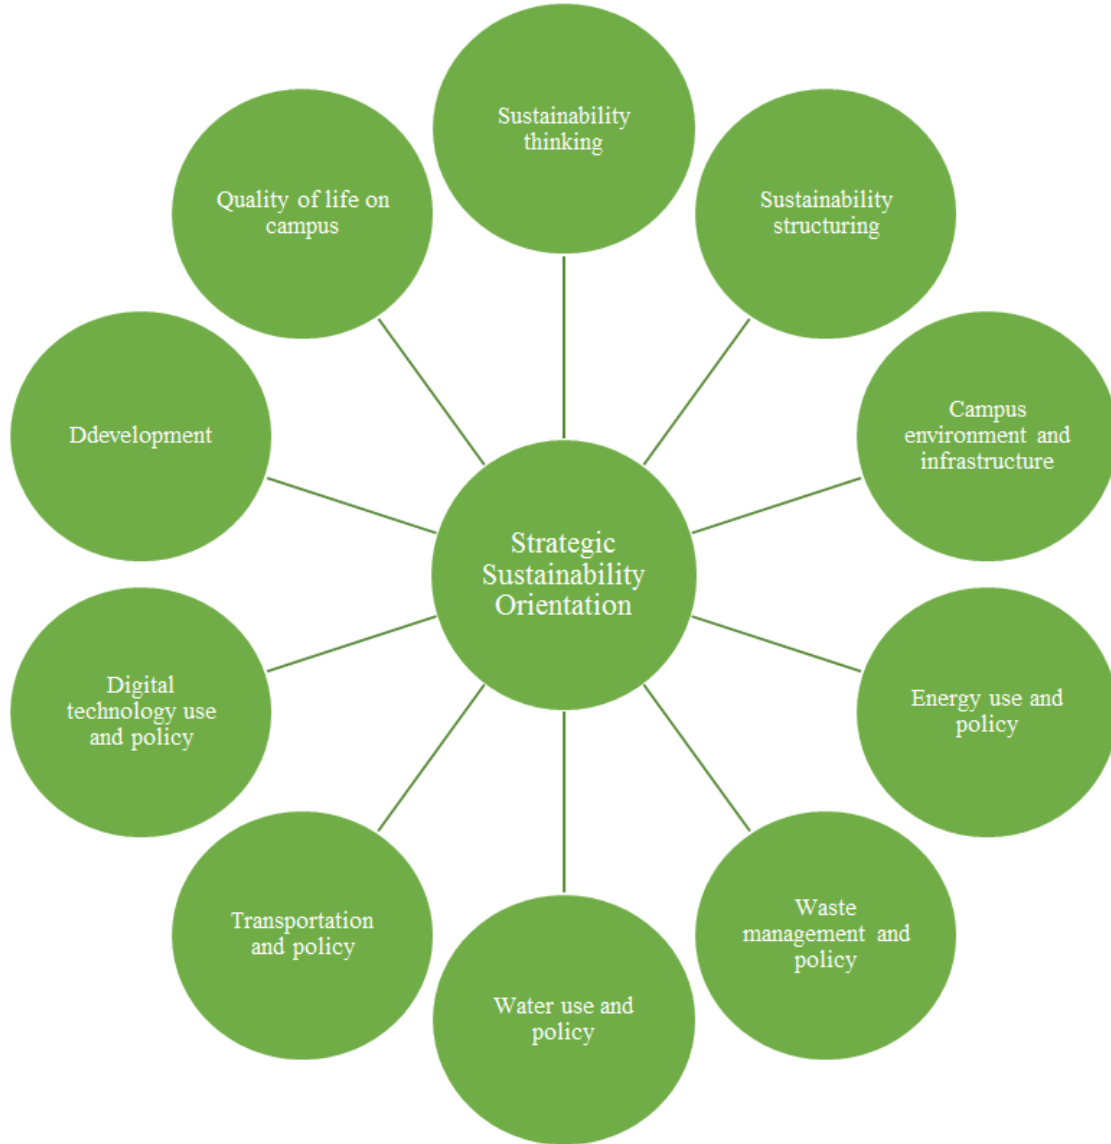 Sustainability
thinking
Sustainability
structuring
Campus
environment and
infrastructure
Energy use and
policy
Waste
management and
policy
Water use and
policy
Transportation
and policy
Digital
technology use
and policy
Ddevelopment
Quality of life on
campus
Strategic
Sustainability
Orientation